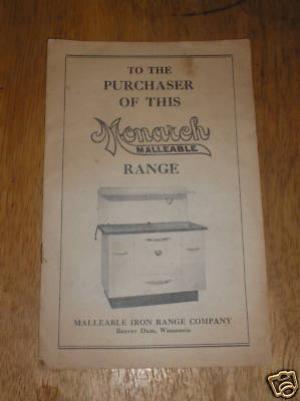 TO THE
PURCHASER
OF THIS
Monarch
MALLEABLE
RANGE
MALLEABLE IRON RANGE COMPANY
Beaver Dam, Wisconsin